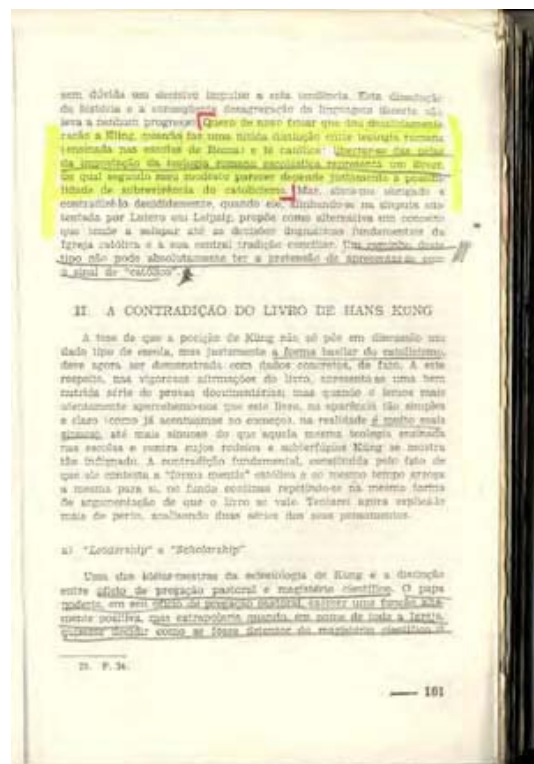 sem dúvida um decisivo impulso a esta tendência. Esta dissolução
da história e a conseqüente desagregação da linguagem discreta não
leva a nenhum progresso. Quero de novo frisar que dou decididamente
razão a Küng, quando faz uma nítida distinção entre teologia romana
(ensinada nas escolas de Roma) e fé católica. Libertar-se das
da teologia romana escolástica representa um dever,
do qual segundo meu modesto parecer depende justamente a possibi-
lidade de sobrevivência do catolicismo. Mas, sinto-me obrigado a
contradizê-lo decididamente, quando ele, alinhando-se na disputa sus-
tentada por Lutero em Leipzig, propõe como alternativa um conceito
que tende a solapar até as decisões dogmáticas fundamentais da
Igreja católica e a sua central tradição conciliar. Um caminho deste
tipo não pode absolutamente ter a pretensão de apresentar-se com
o sinal de "católico".
II. A CONTRADIÇÃO DO LIVRO DE HANS KÜNG
A tese de que a posição de Küng não só põe em discussão um
dado tipo de escola, mas justamente a forma basilar do catolicismo,
deve agora ser demonstrada com dados concretos, de fato. A este
respeito, nas vigorosas afirmações do livro, apresenta-se uma bem
nutrida série de provas documentárias; mas quando o lemos mais
atentamente apercebemo-nos que este livro, na aparência tão simples
e claro (como já acentuamos no começo), na realidade é muito mais
sinuoso, até mais sinuoso do que aquela mesma teologia ensinada
nas escolas e contra cujos rodeios e subterfúgios Küng se mostra
tão indignado. A contradição fundamental, constituída pelo fato de
que ele contesta a "forma mentis" católica e ao mesmo tempo arroga
a mesma para si, no fundo continua repetindo-se na mesma forma
de argumentação de que o livro se vale. Tentarei agora explicá-lo
mais de perto, analisando duas séries dos seus pensamentos.
a) "Leadership" e "Scholarship"
Uma das idéias-mestras da eclesiologia de Küng é a distinção
entre ofício de pregação pastoral e magistério científico. O papa
poderia, em seu ofício de pregação pastoral, exercer uma função alta-
mente positiva, mas extrapolaria quando, em nome de toda a Igreja,
quisesse decidir como se fosse detentor do magistério científico
P. 34.
161